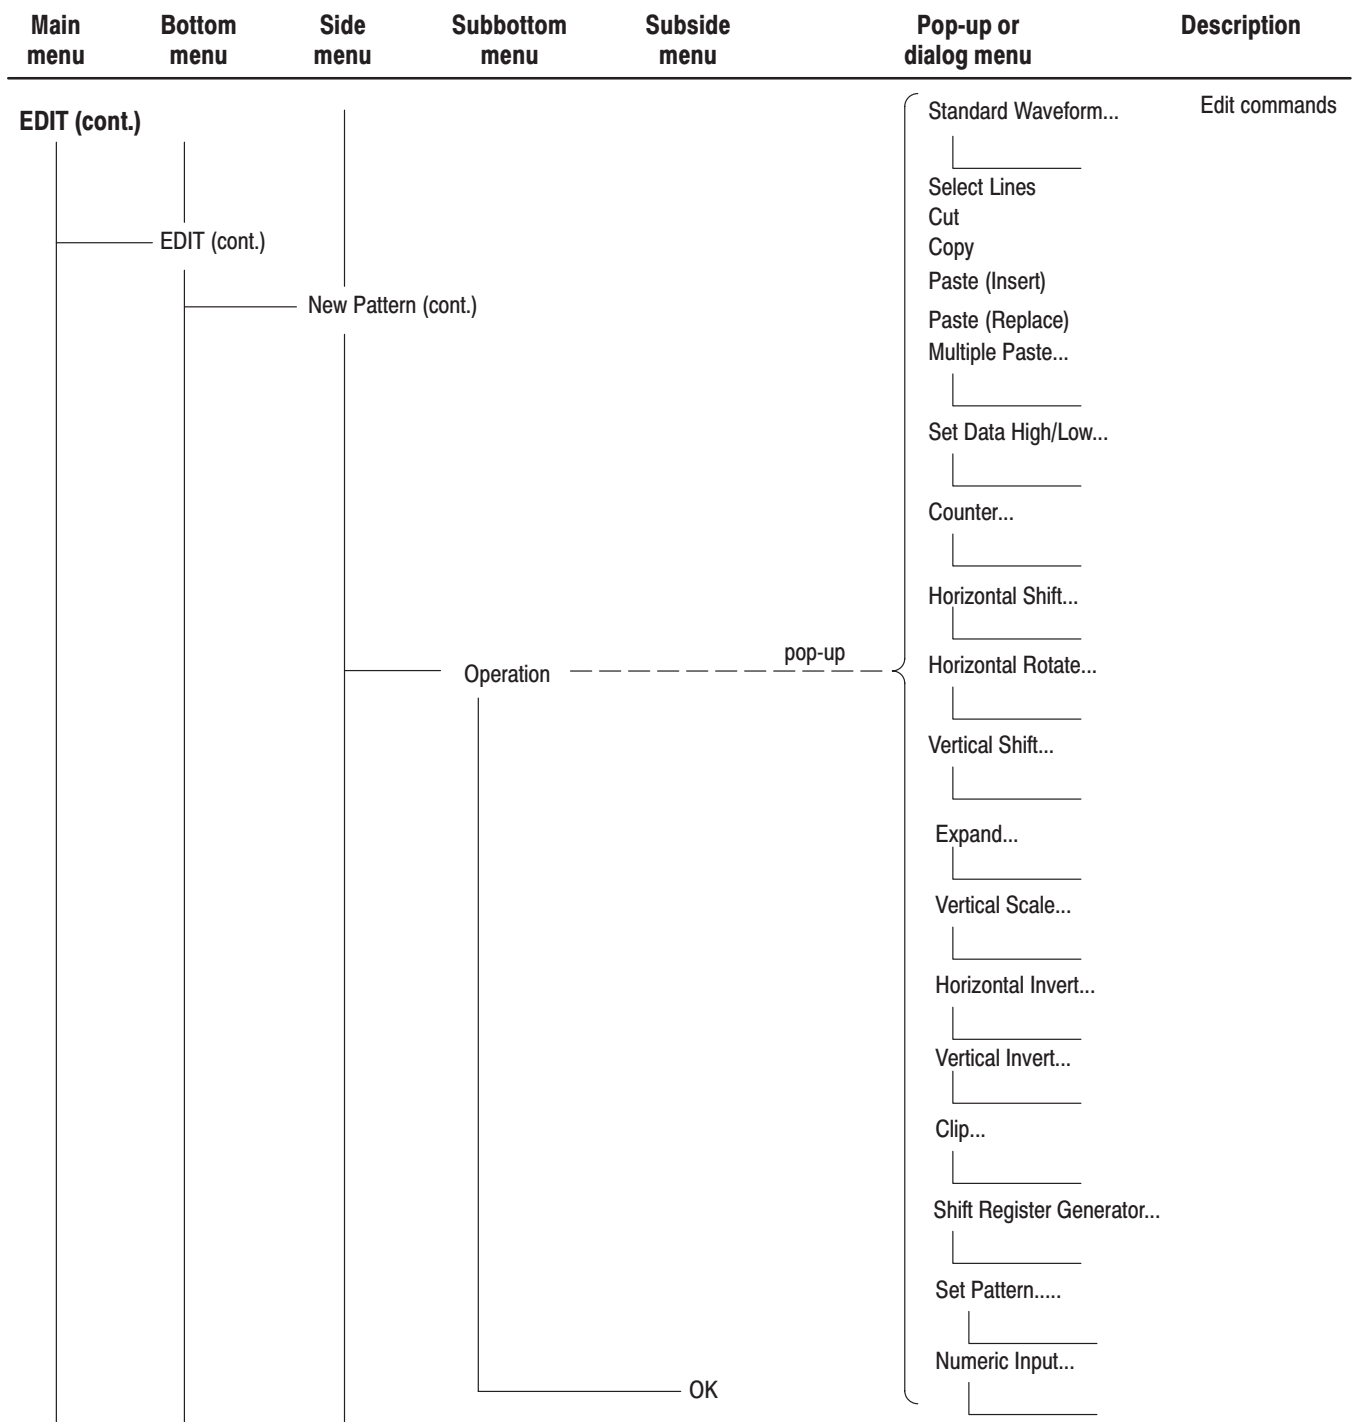 Main menu
Bottom menu
Side menu
Subbottom menu
Subside menu
Pop-up or dialog menu
Description
EDIT (cont.)
Standard Waveform...
Edit commands
Select Lines
Cut
EDIT (cont.)
Copy
Paste (Insert)
New Pattern (cont.)
Paste (Replace)
Multiple Paste...
Set Data High/Low...
Counter...
Horizontal Shift...
Operation
pop-up
Horizontal Rotate...
Vertical Shift...
Expand...
Vertical Scale...
Horizontal Invert...
Vertical Invert...
Clip...
Shift Register Generator...
Set Pattern.....
Numeric Input...
OK